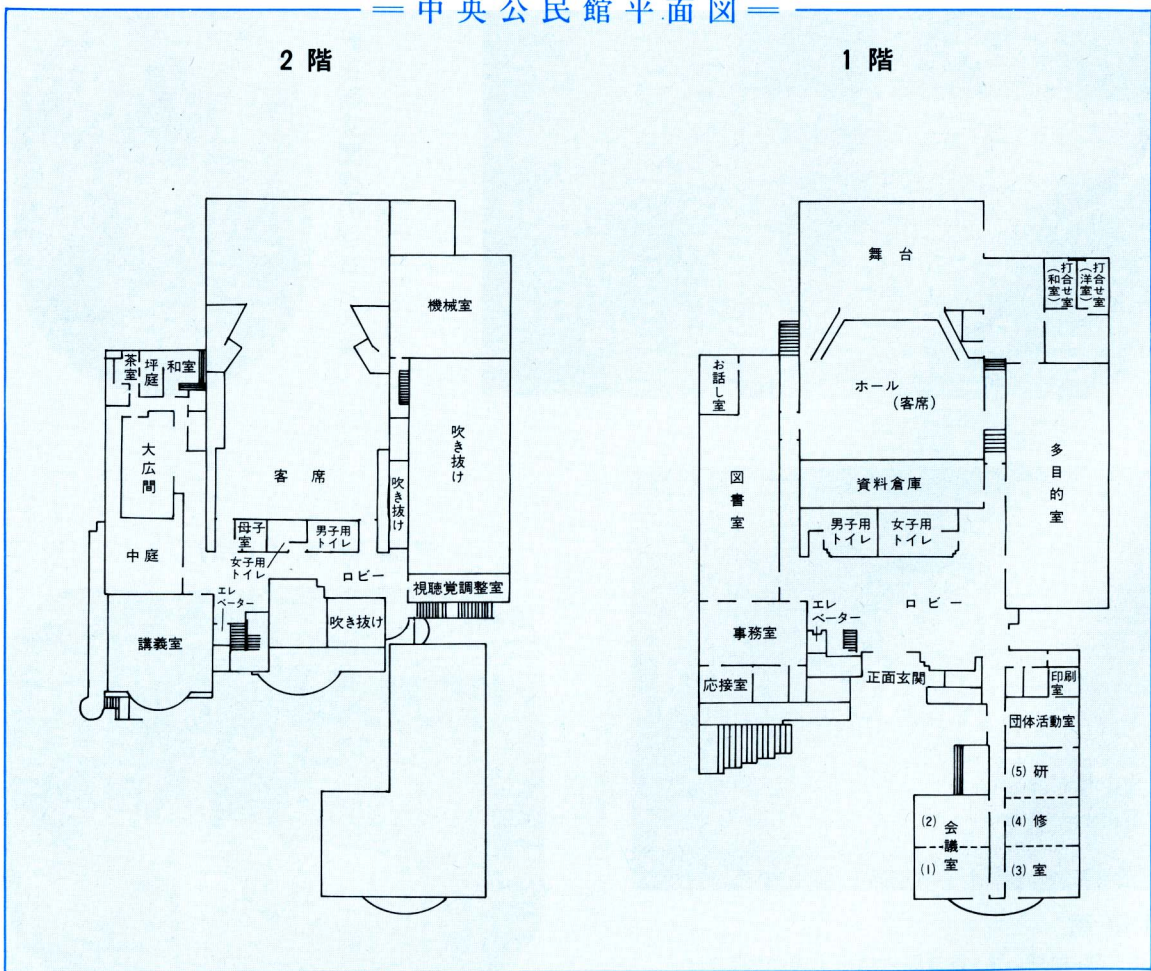 中央公民館平面図
2 階
機械室
茶室
坪庭
和室
吹き抜け
大広間
客席
吹き抜け
母子室
男子用トイレ
女子用トイレ
中庭
ロビー
エレベーター
視聴覚調整室
吹き抜け
講義室
1 階
舞台
打合せ室(和室)
打合せ室(洋室)
お話し室
ホール
(客席)
多目的室
図書室
資料倉庫
男子用トイレ
女子用トイレ
エレベーター
ロビー
事務室
正面玄関
応接室
印刷室
団体活動室
(5) 研
(4) 修
(3) 室
(2)
(1)
会議室